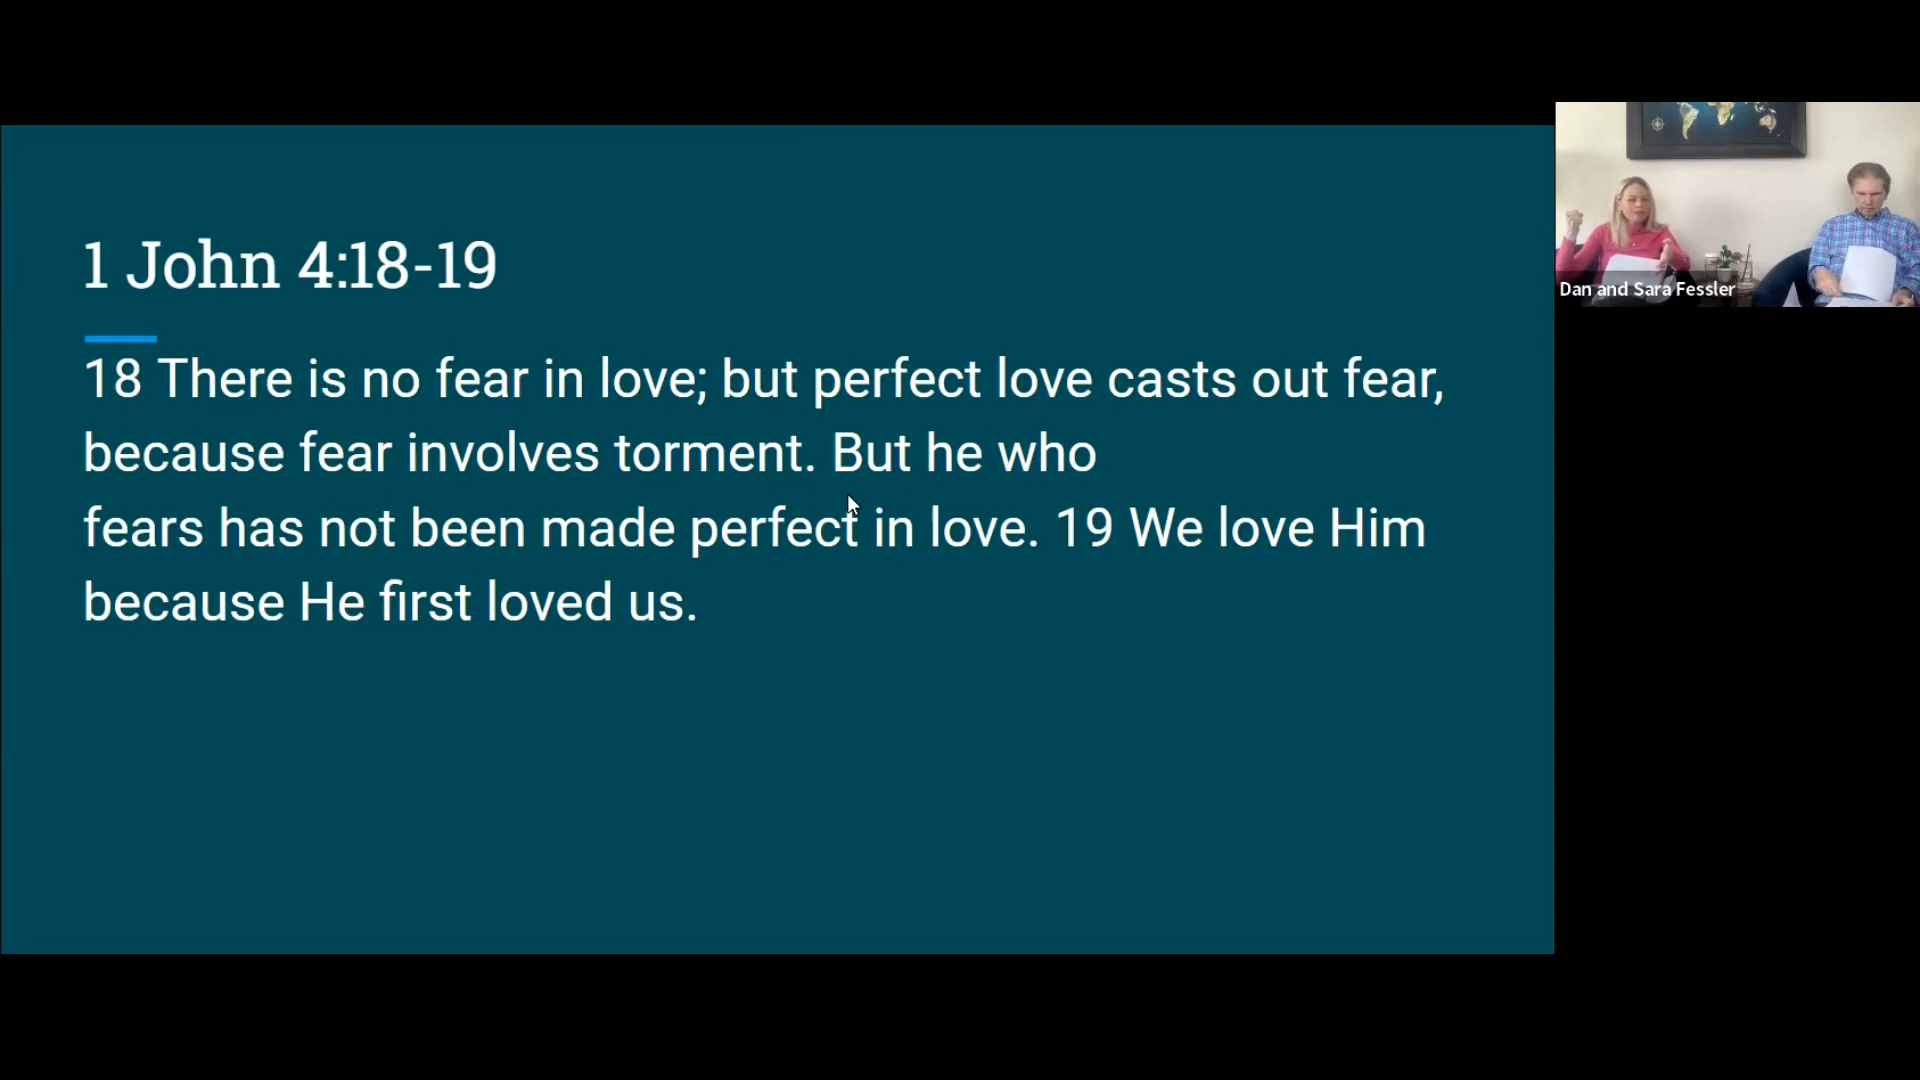 1 John 4:18-19
18 There is no fear in love; but perfect love casts out fear,
because fear involves torment. But he who
fears has not been made perfect in love. 19 We love Him
because He first loved us.
Dan and Sara Fessler